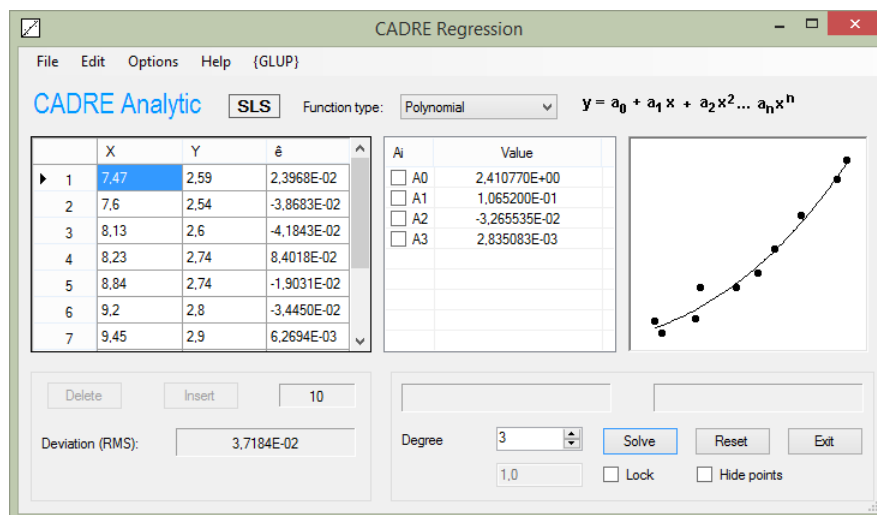 CADRE Regression
File Edit Options Help {GLUP}
CADRE Analytic SLS Function type: Polynomial y = a0 + a1 x + a2x2... anxn
X Y ê
1 7,47 2,59 2,3968E-02
2 7,6 2,54 -3,8683E-02
3 8,13 2,6 -4,1843E-02
4 8,23 2,74 8,4018E-02
5 8,84 2,74 -1,9031E-02
6 9,2 2,8 -3,4450E-02
7 9,45 2,9 6,2694E-03
Ai Value
A0 2,410770E+00
A1 1,065200E-01
A2 -3,265535E-02
A3 2,835083E-03
Delete Insert 10
Deviation (RMS): 3,7184E-02
Degree 3 Solve Reset Exit
1,0 Lock Hide points